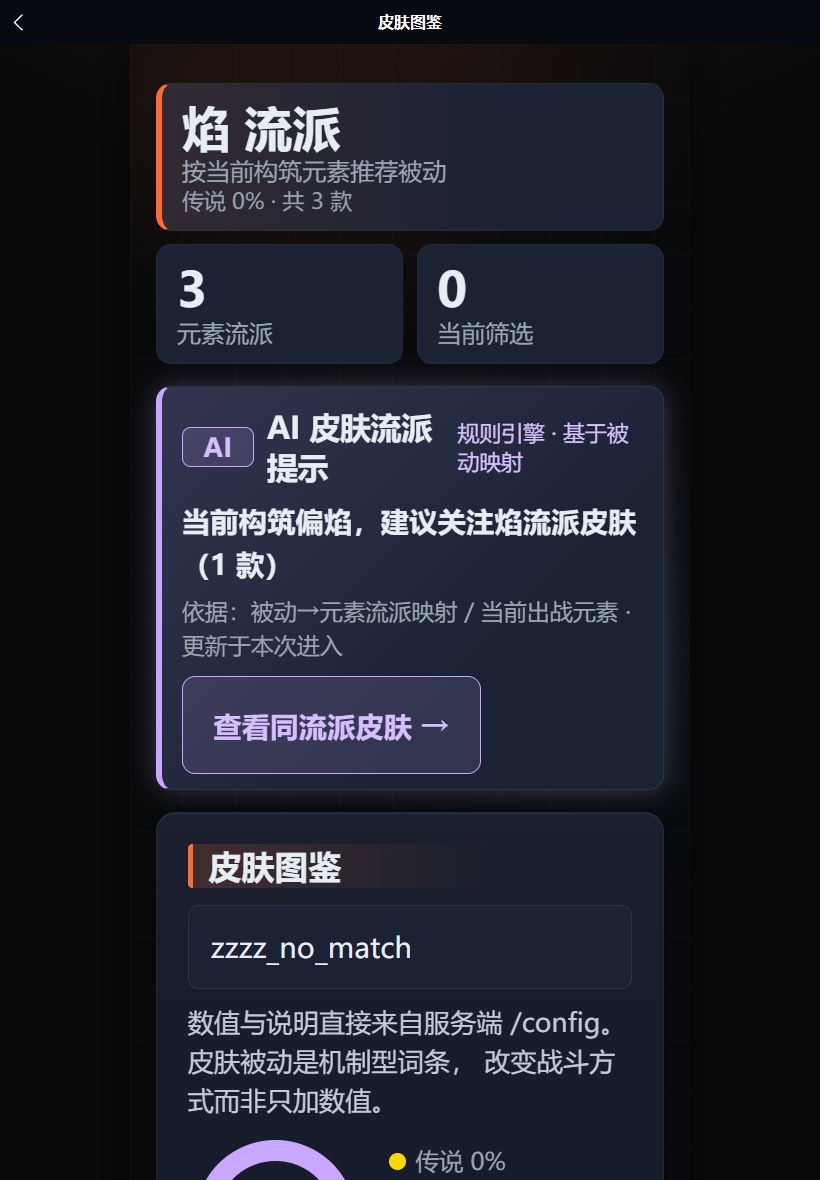 皮肤图鉴
焰 流派
按当前构筑元素推荐被动
传说 0% · 共 3 款
3
元素流派
0
当前筛选
AI
AI 皮肤流派
提示
规则引擎 · 基于被
动映射
当前构筑偏焰，建议关注焰流派皮肤
（1 款）
依据：被动→元素流派映射 / 当前出战元素 ·
更新于本次进入
查看同流派皮肤 →
皮肤图鉴
zzzz_no_match
数值与说明直接来自服务端 /config。
皮肤被动是机制型词条， 改变战斗方
式而非只加数值。
传说 0%